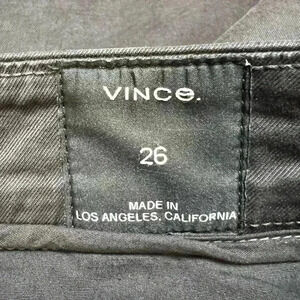 VINCe.
26
MADE IN
LOS ANGELES, CALIFORNIA